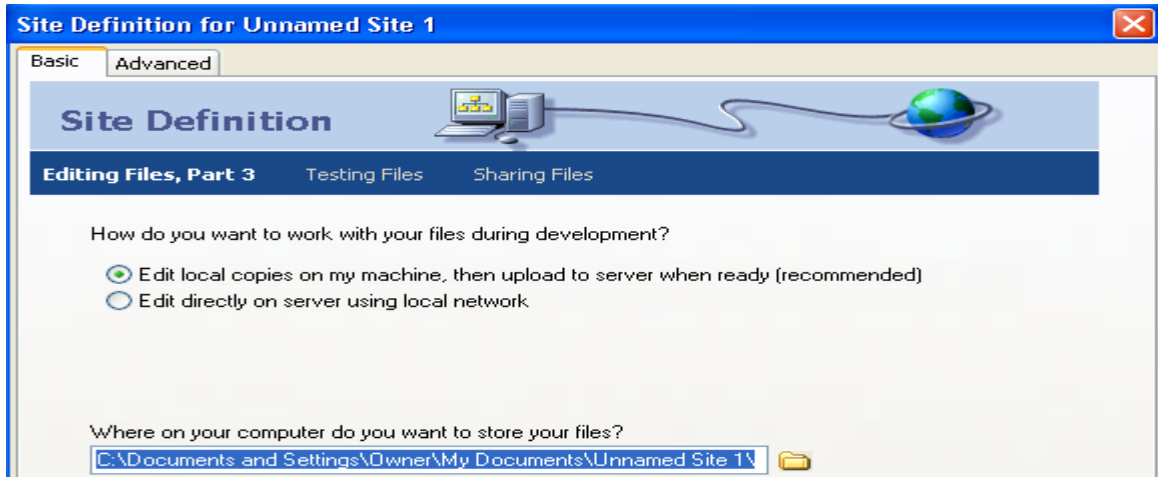 Site Definition for Unnamed Site 1
Basic Advanced
Site Definition
Editing Files, Part 3 Testing Files Sharing Files
How do you want to work with your files during development?
Edit local copies on my machine, then upload to server when ready (recommended)
Edit directly on server using local network
Where on your computer do you want to store your files?
C:\Documents and Settings\Owner\My Documents\Unnamed Site 1\